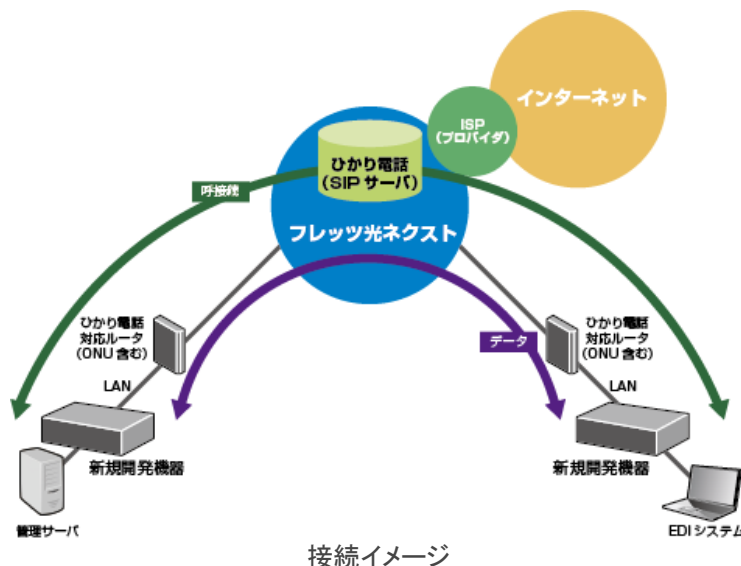 インターネット
ISP
(プロバイダ)
ひかり電話
(SIPサーバ)
呼接続
フレッツ光ネクスト
ひかり電話
対応ルータ
(ONU含む)
データ
ひかり電話
対応ルータ
(ONU含む)
LAN
LAN
新規開発機器
新規開発機器
管理サーバ
EDIシステム
接続イメージ